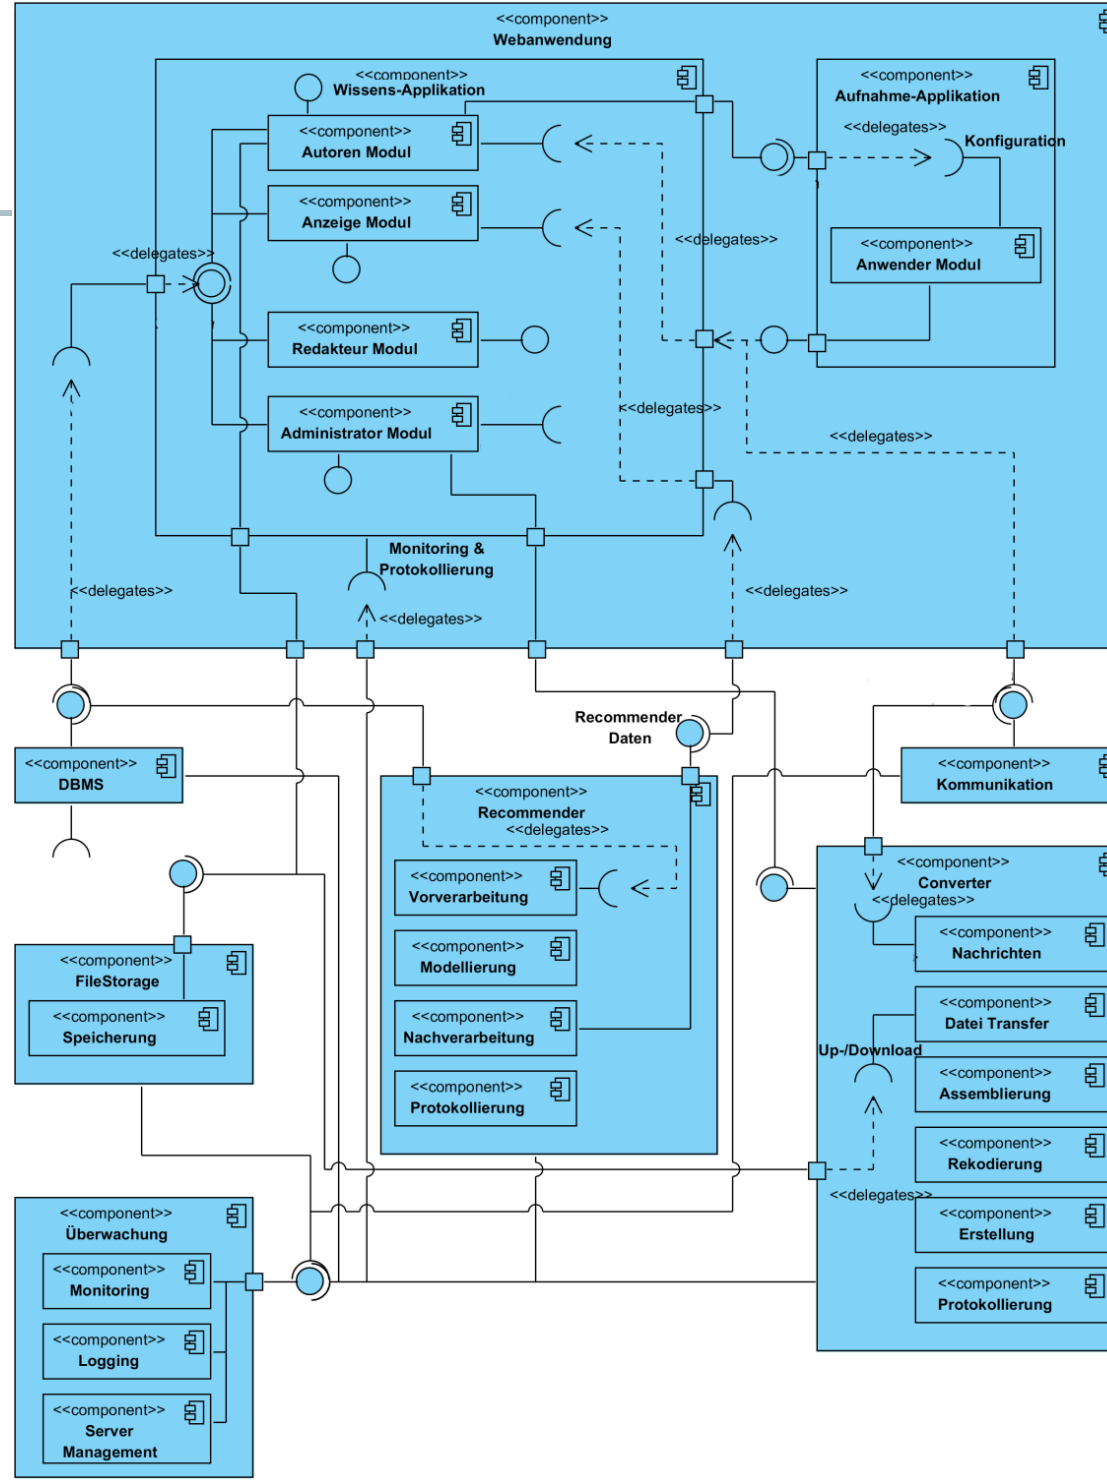 <<component>>
Webanwendung
<<component>>
Wissens-Applikation
<<component>>
Autoren Modul
<<component>>
Anzeige Modul
<<delegates>>
<<component>>
Redakteur Modul
<<component>>
Administrator Modul
<<component>>
Aufnahme-Applikation
<<delegates>>
Konfiguration
<<component>>
Anwender Modul
<<delegates>>
<<delegates>>
<<delegates>>
Monitoring &
Protokollierung
<<delegates>>
<<delegates>>
<<delegates>>
Recommender
Daten
<<component>>
DBMS
<<component>>
Recommender
<<delegates>>
<<component>>
Vorverarbeitung
<<component>>
Modellierung
<<component>>
Nachverarbeitung
<<component>>
Protokollierung
<<component>>
Kommunikation
<<component>>
Converter
<<delegates>>
<<component>>
Nachrichten
<<component>>
Datei Transfer
Up-/Download
<<component>>
Assemblierung
<<component>>
Rekodierung
<<delegates>>
<<component>>
Erstellung
<<component>>
Protokollierung
<<component>>
FileStorage
<<component>>
Speicherung
<<component>>
Überwachung
<<component>>
Monitoring
<<component>>
Logging
<<component>>
Server
Management